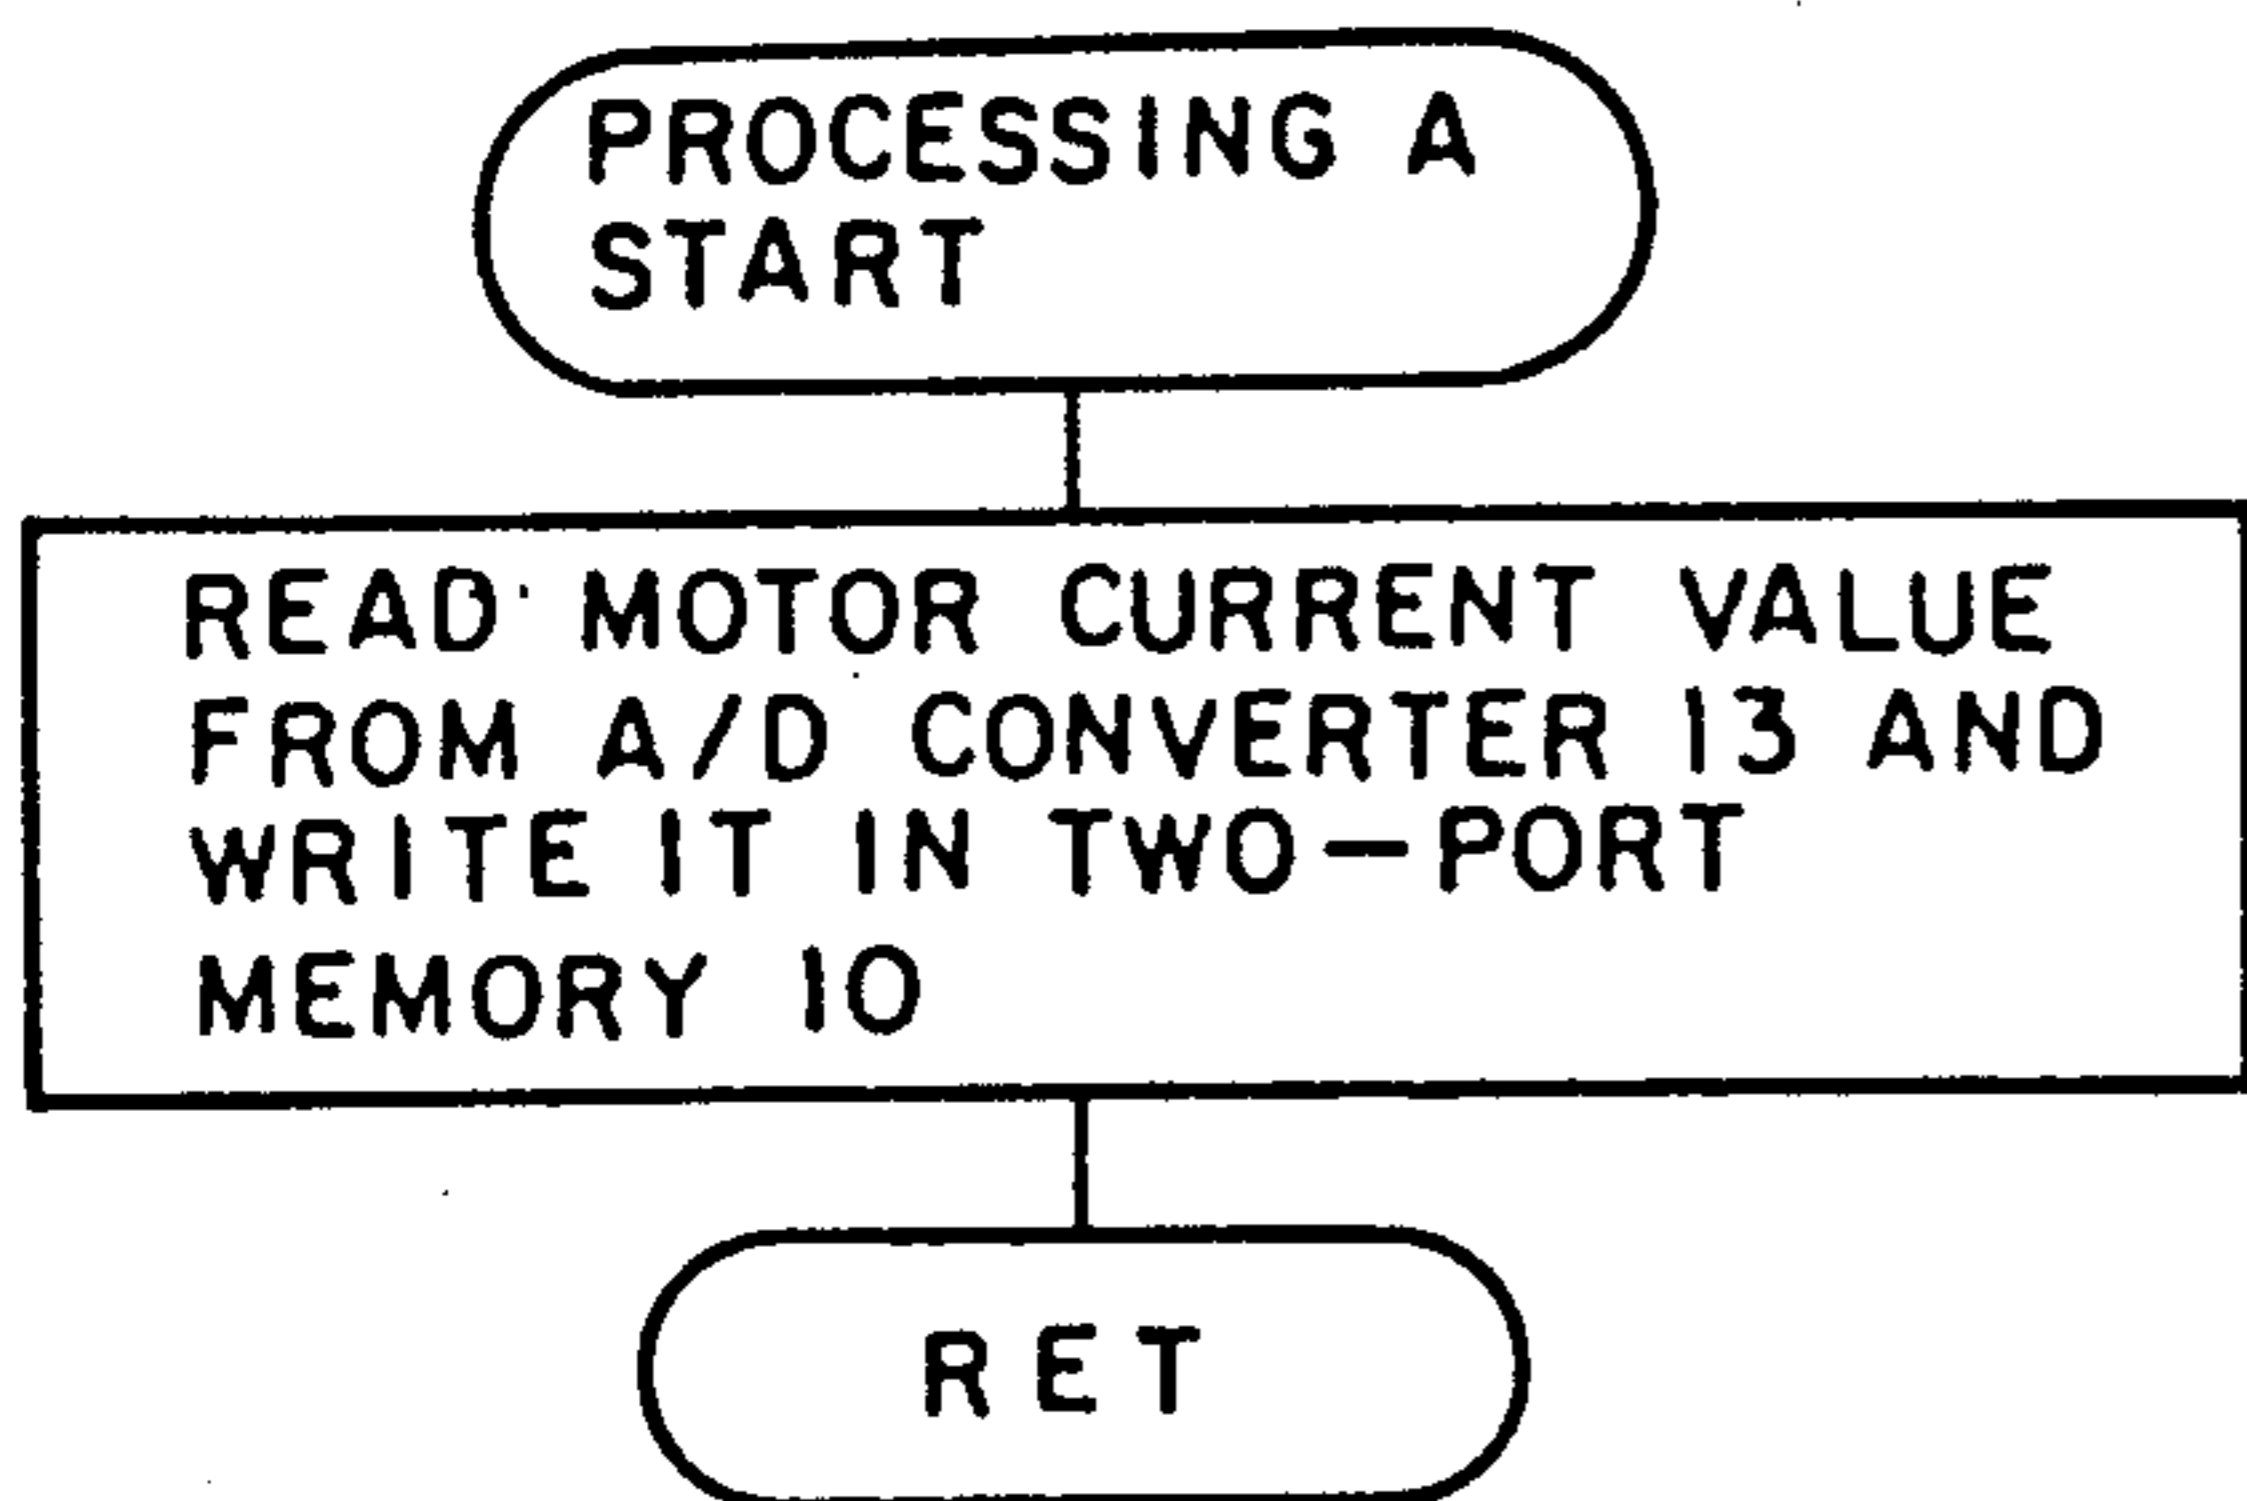 PROCESSING A
START
READ MOTOR CURRENT VALUE
FROM A/D CONVERTER 13 AND
WRITE IT IN TWO-PORT
MEMORY 10
RET